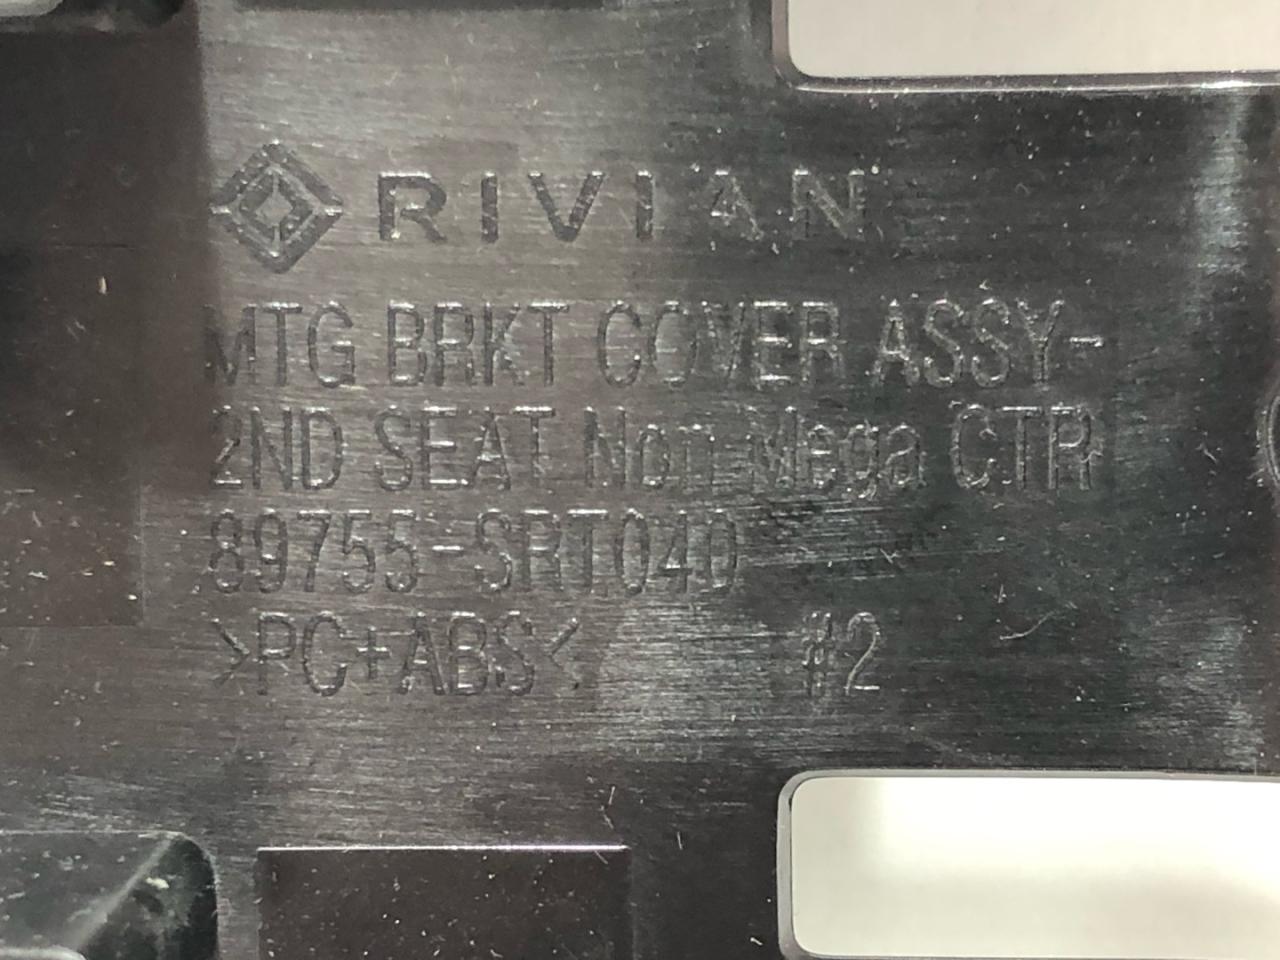 RIVIAN
MTG BRKT COVER ASSY-
2ND SEAT Non Mega CTR
89755-SRT040
>PC+ABS< #2